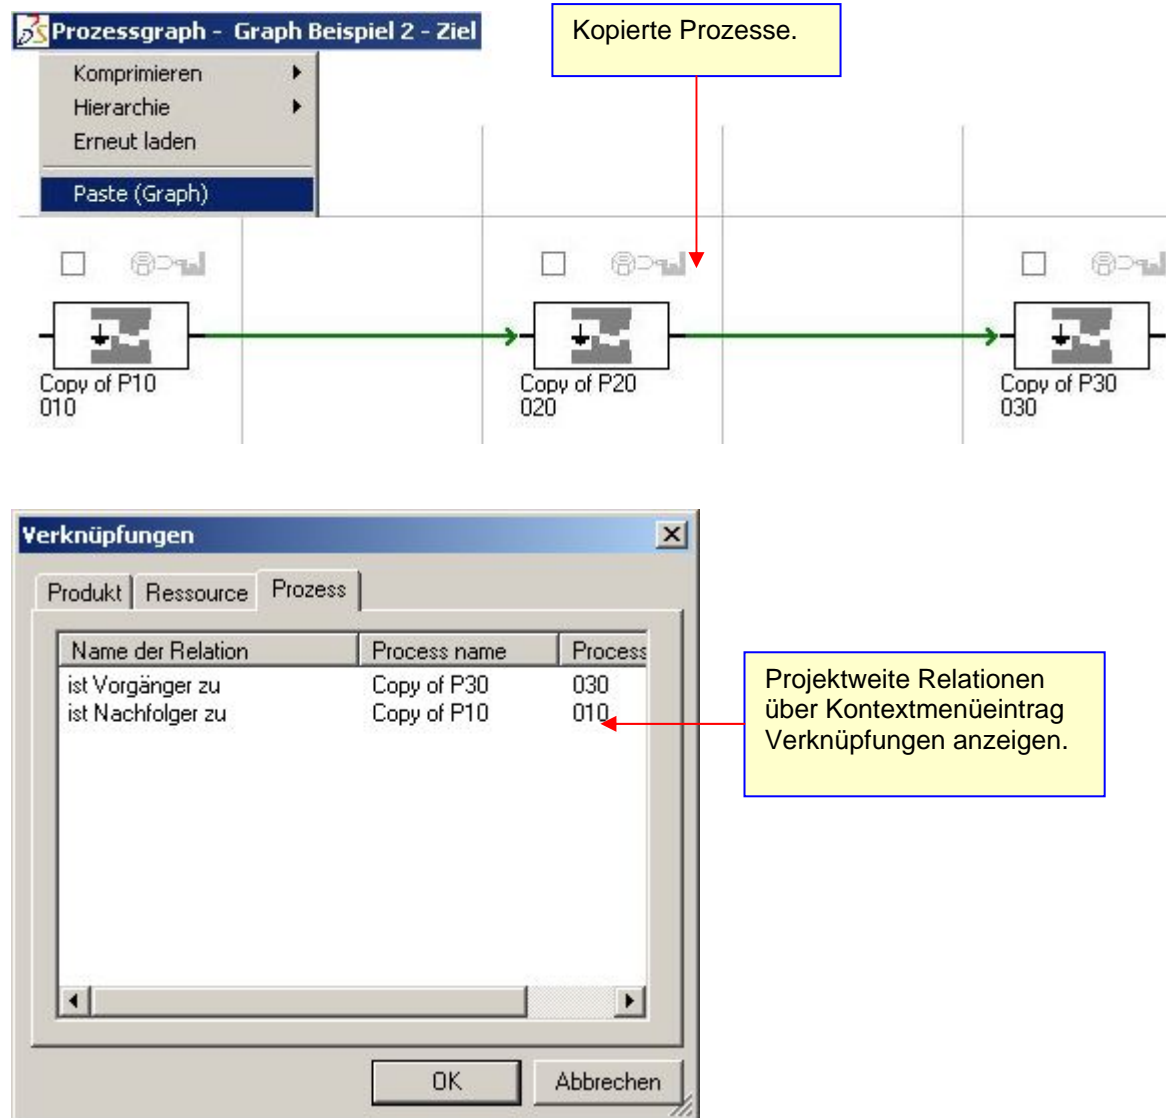 Prozessgraph - Graph Beispiel 2 - Ziel
Kopierte Prozesse.
Komprimieren
Hierarchie
Erneut laden
Paste (Graph)
Copy of P10
010
Copy of P20
020
Copy of P30
030
Verknüpfungen
Produkt Ressource Prozess
Name der Relation Process name Process
ist Vorgänger zu Copy of P30 030
ist Nachfolger zu Copy of P10 010
Projektweite Relationen
über Kontextmenüeintrag
Verknüpfungen anzeigen.
OK Abbrechen